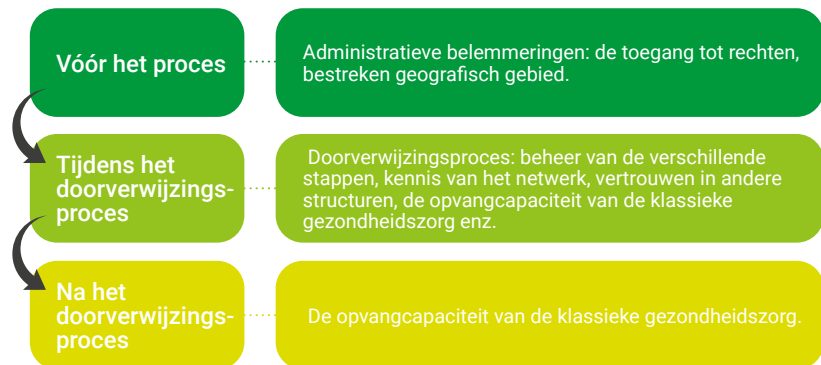 Vóór het proces
Administratieve belemmeringen: de toegang tot rechten,
bestreken geografisch gebied.
Tijdens het
doorverwijzings-
proces
Doorverwijzingsproces: beheer van de verschillende
stappen, kennis van het netwerk, vertrouwen in andere
structuren, de opvangcapaciteit van de klassieke
gezondheidszorg enz.
Na het
doorverwijzings-
proces
De opvangcapaciteit van de klassieke gezondheidszorg.